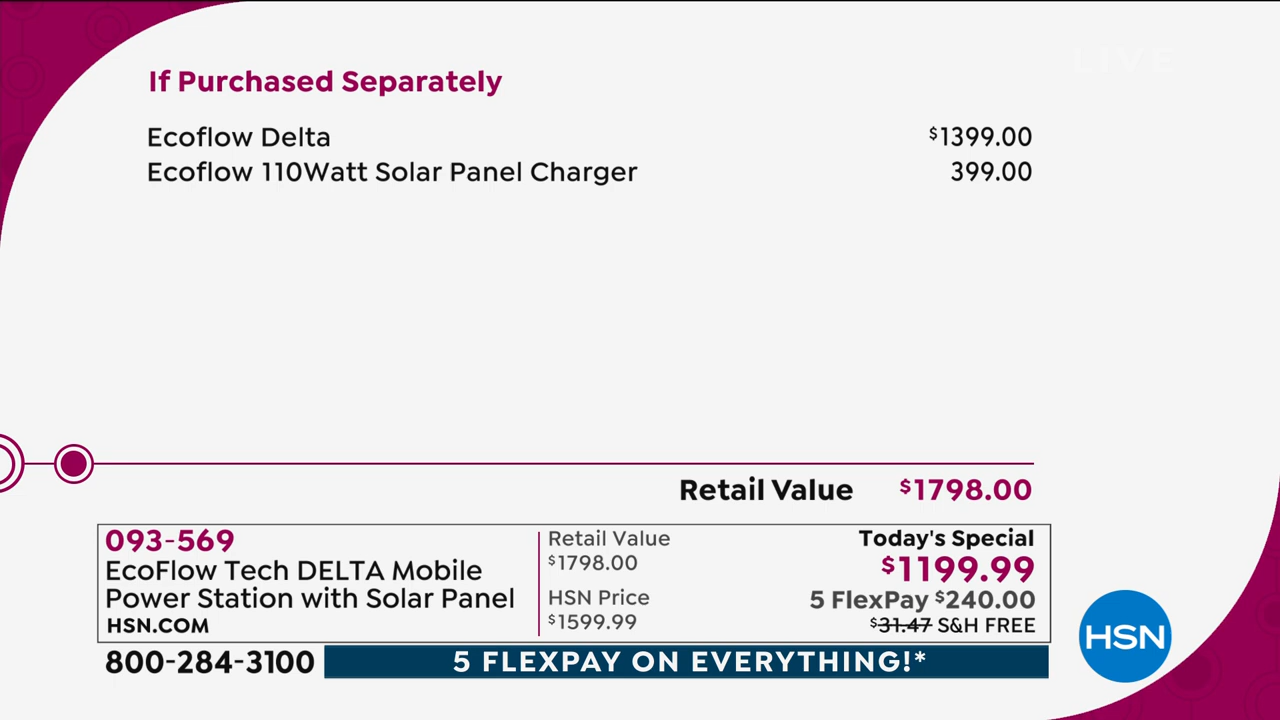 LIVE
If Purchased Separately
Ecoflow Delta $1399.00
Ecoflow 110Watt Solar Panel Charger 399.00
Retail Value $1798.00
093-569
EcoFlow Tech DELTA Mobile
Power Station with Solar Panel
HSN.COM
Retail Value
$1798.00
HSN Price
$1599.99
Today's Special
$1199.99
5 FlexPay $240.00
$31.47 S&H FREE
HSN
800-284-3100 5 FLEXPAY ON EVERYTHING!*